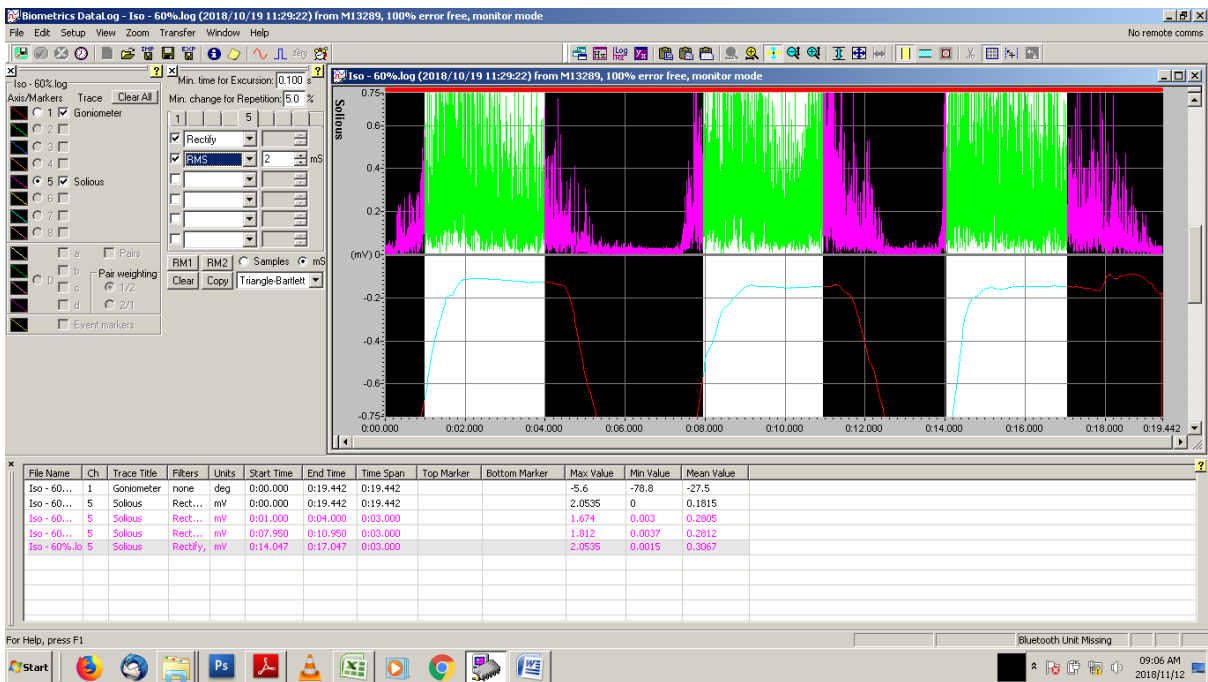 Biometrics DataLog - Iso - 60%.log (2018/10/19 11:29:22) from M13289, 100% error free, monitor mode
File Edit Setup View Zoom Transfer Window Help
No remote comms
Iso - 60%.log
Axis/Markers Trace Clear All
1 Goniometer
2
3
4
5 Solious
6
7
8
a Pairs
b Pair weighting
D
c 1/2
d 2/1
Event markers
Min. time for Excursion: 0.100 s
Min. change for Repetition: 5.0 %
1 5
Rectify
RMS 2 mS
RM1 RM2 Samples mS
Clear Copy Triangle-Bartlett
Iso - 60%.log (2018/10/19 11:29:22) from M13289, 100% error free, monitor mode
Solious
0.75
0.6
0.4
0.2
(mV) 0
-0.2
-0.4
-0.6
-0.75
0:00.000 0:02.000 0:04.000 0:06.000 0:08.000 0:10.000 0:12.000 0:14.000 0:16.000 0:18.000 0:19.442
File Name Ch Trace Title Filters Units Start Time End Time Time Span Top Marker Bottom Marker Max Value Min Value Mean Value
Iso - 60... 1 Goniometer none deg 0:00.000 0:19.442 0:19.442 -5.6 -78.8 -27.5
Iso - 60... 5 Solious Rect... mV 0:00.000 0:19.442 0:19.442 2.0535 0 0.1815
Iso - 60... 5 Solious Rect... mV 0:01.000 0:04.000 0:03.000 1.674 0.003 0.2805
Iso - 60... 5 Solious Rect... mV 0:07.950 0:10.950 0:03.000 1.812 0.0037 0.2812
Iso - 60%.lo 5 Solious Rectify, mV 0:14.047 0:17.047 0:03.000 2.0535 0.0015 0.3067
For Help, press F1
Bluetooth Unit Missing
Start
Ps
09:06 AM
2018/11/12